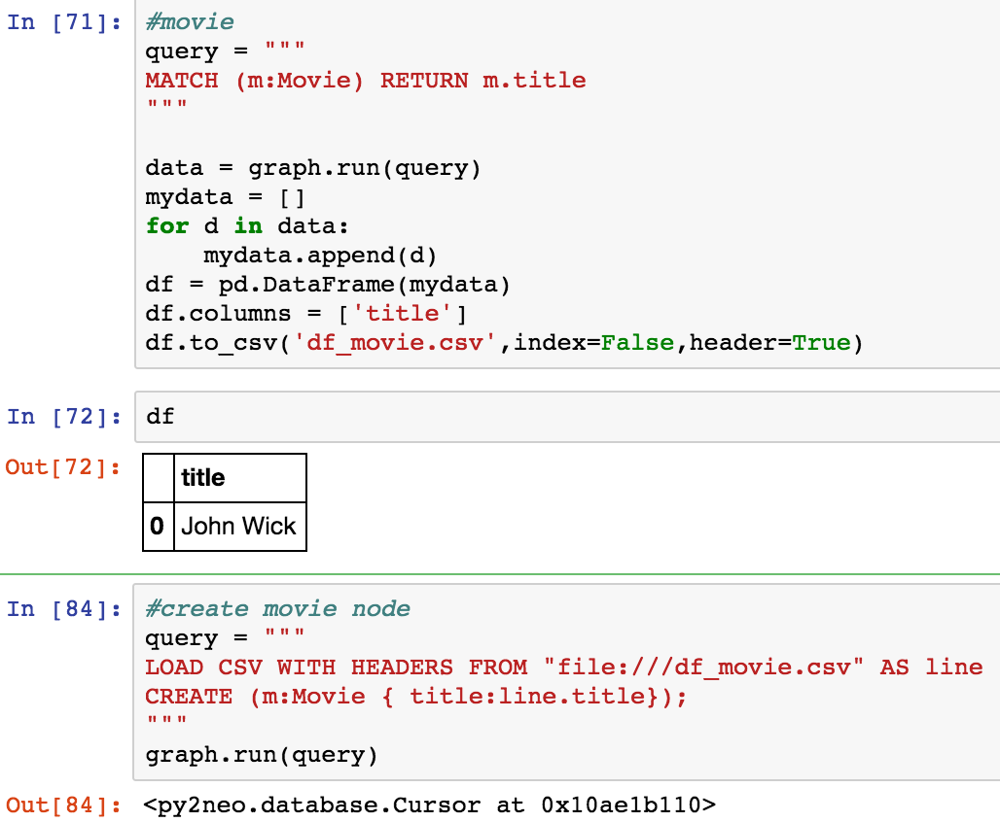 In [71]: #movie
query = """
MATCH (m:Movie) RETURN m.title
"""
data = graph.run(query)
mydata = []
for d in data:
    mydata.append(d)
df = pd.DataFrame(mydata)
df.columns = ['title']
df.to_csv('df_movie.csv',index=False,header=True)
In [72]: df
Out[72]:
title
0 John Wick
In [84]: #create movie node
query = """
LOAD CSV WITH HEADERS FROM "file:///df_movie.csv" AS line
CREATE (m:Movie { title:line.title});
"""
graph.run(query)
Out[84]: <py2neo.database.Cursor at 0x10ae1b110>